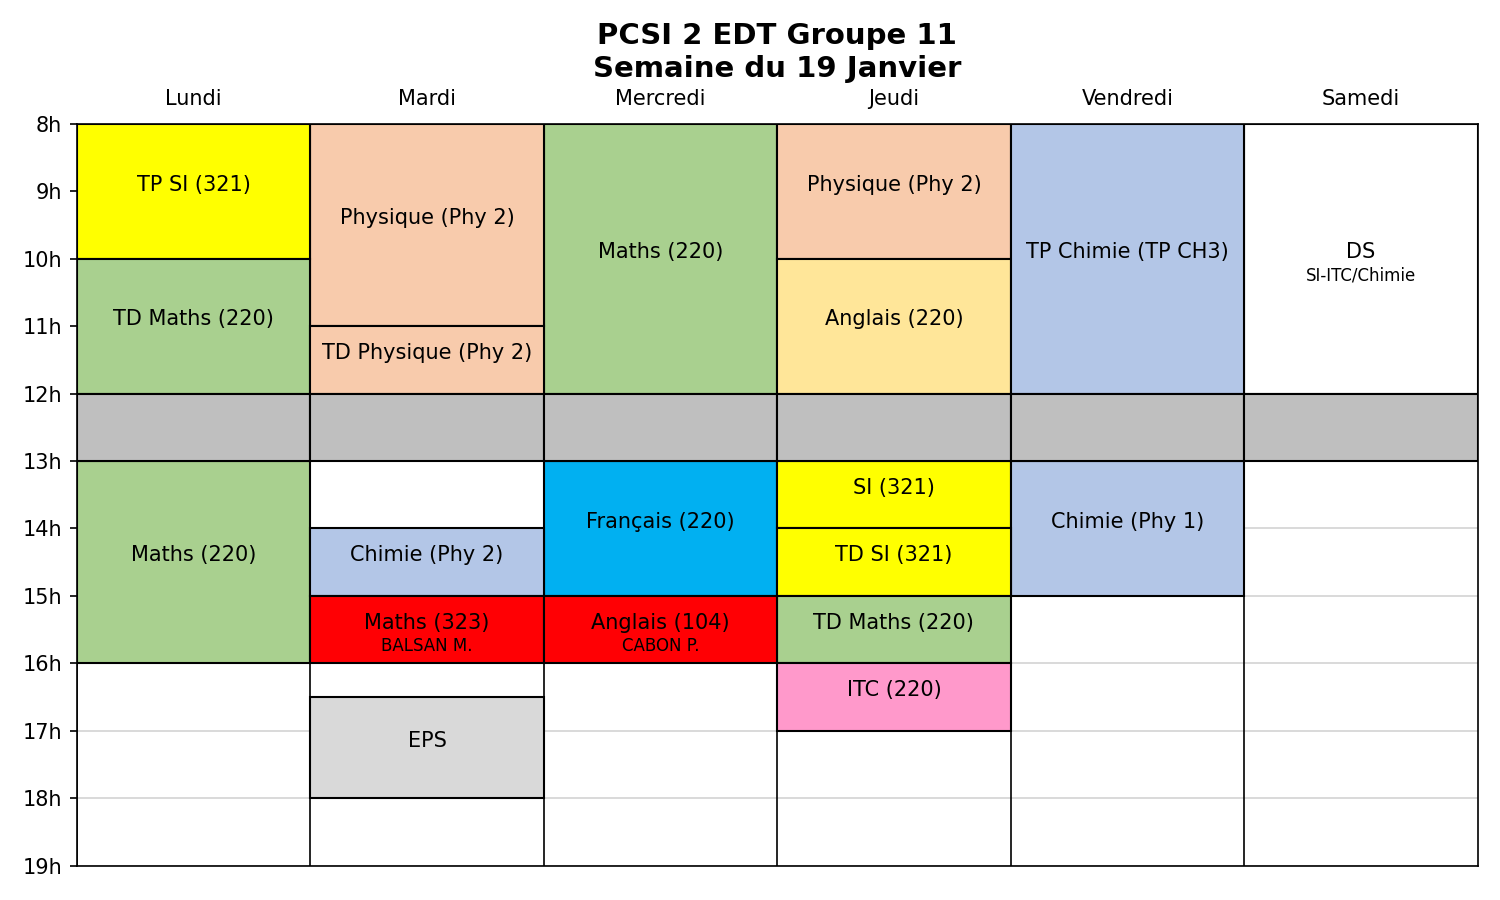 PCSI 2 EDT Groupe 11
Semaine du 19 Janvier
Lundi Mardi Mercredi Jeudi Vendredi Samedi
8h
9h
10h
11h
12h
13h
14h
15h
16h
17h
18h
19h
TP SI (321)
TD Maths (220)
Maths (220)
Physique (Phy 2)
TD Physique (Phy 2)
Chimie (Phy 2)
Maths (323)
BALSAN M.
EPS
Maths (220)
Français (220)
Anglais (104)
CABON P.
Physique (Phy 2)
Anglais (220)
SI (321)
TD SI (321)
TD Maths (220)
ITC (220)
TP Chimie (TP CH3)
Chimie (Phy 1)
DS
SI-ITC/Chimie